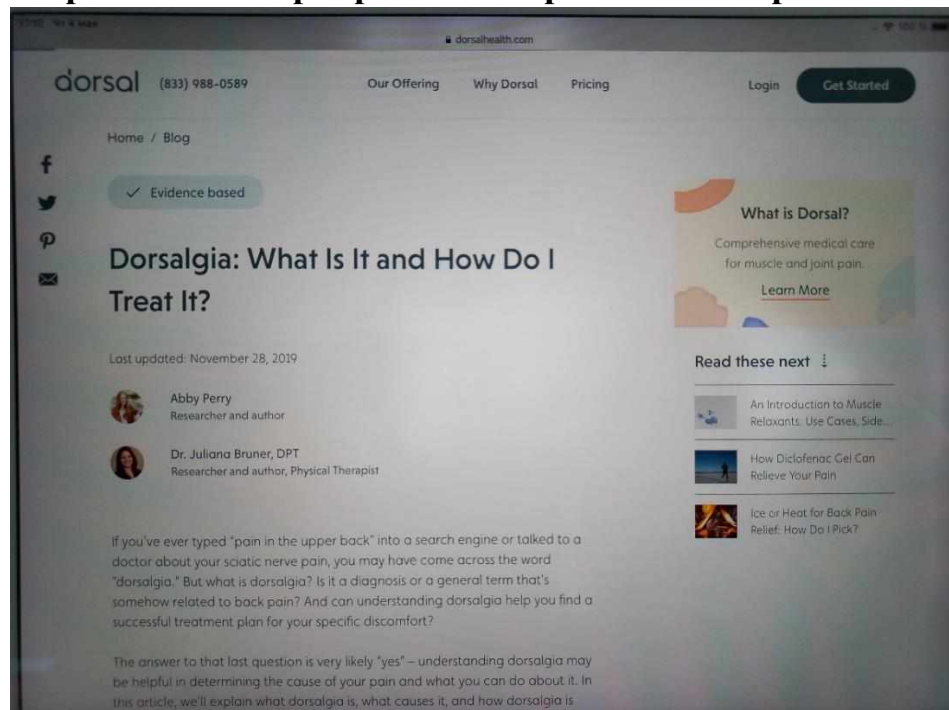 dorsalhealth.com
dorsal (833) 988-0589 Our Offering Why Dorsal Pricing Login Get Started
Home / Blog
Evidence based
Dorsalgia: What Is It and How Do I
Treat It?
Last updated: November 28, 2019
Abby Perry
Researcher and author
Dr. Juliana Bruner, DPT
Researcher and author, Physical Therapist
If you've ever typed "pain in the upper back" into a search engine or talked to a
doctor about your sciatic nerve pain, you may have come across the word
"dorsalgia." But what is dorsalgia? Is it a diagnosis or a general term that's
somehow related to back pain? And can understanding dorsalgia help you find a
successful treatment plan for your specific discomfort?
The answer to that last question is very likely "yes" – understanding dorsalgia may
be helpful in determining the cause of your pain and what you can do about it. In
this article, we'll explain what dorsalgia is, what causes it, and how dorsalgia is
What is Dorsal?
Comprehensive medical care
for muscle and joint pain.
Learn More
Read these next
An Introduction to Muscle
Relaxants: Use Cases, Side...
How Diclofenac Gel Can
Relieve Your Pain
Ice or Heat for Back Pain
Relief: How Do I Pick?